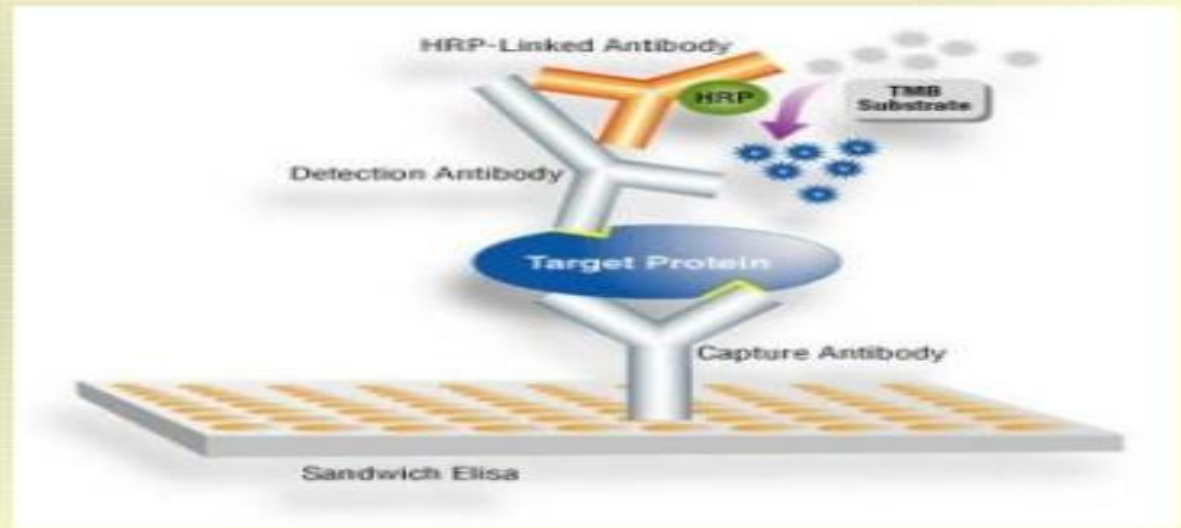 HRP-Linked Antibody
HRP
TMB
Substrate
Detection Antibody
Target Protein
Capture Antibody
Sandwich Elisa